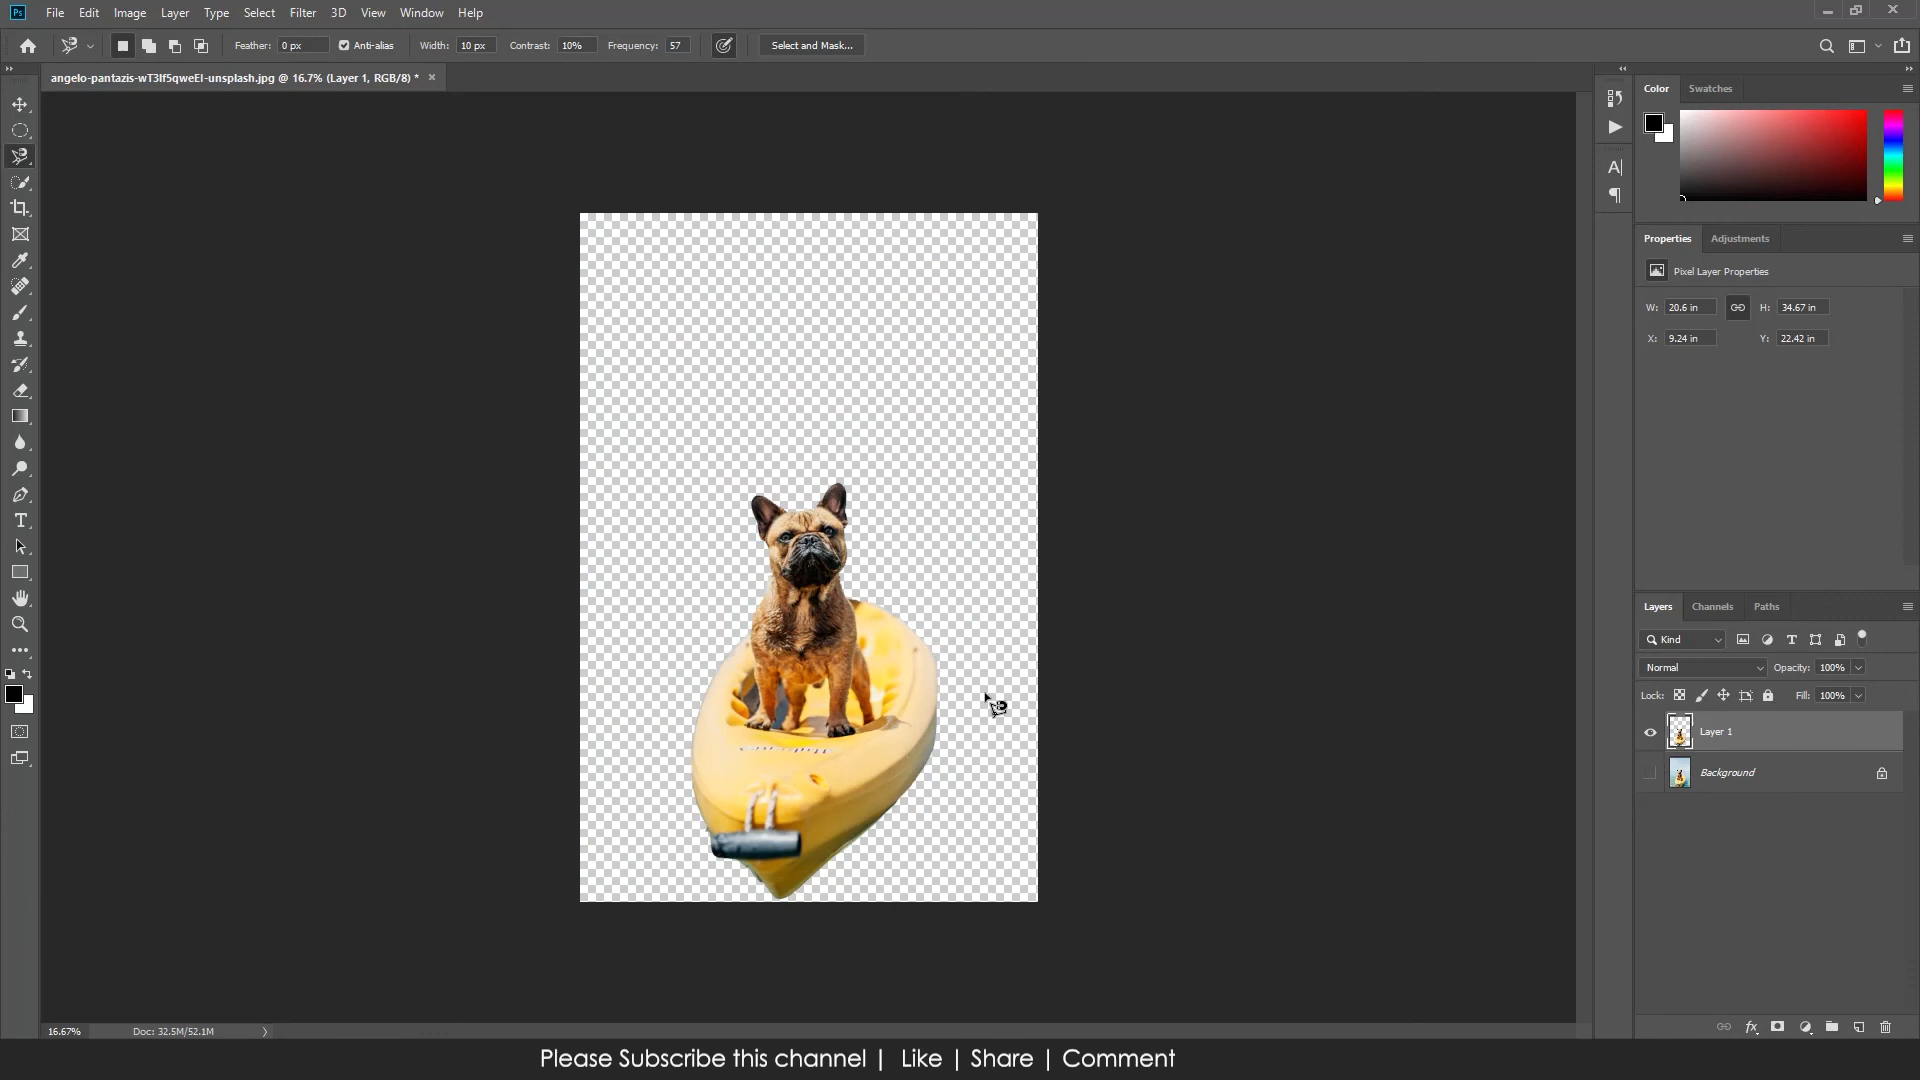 Ps File Edit Image Layer Type Select Filter 3D View Window Help
Feather: 0 px Anti-alias Width: 10 px Contrast: 10% Frequency: 57 Select and Mask...
angelo-pantazis-wT3If5qweEI-unsplash.jpg @ 16.7% (Layer 1, RGB/8) *
Color Swatches
Properties Adjustments
Pixel Layer Properties
W: 20.6 in H: 34.67 in
X: 9.24 in Y: 22.42 in
Layers Channels Paths
Kind
Normal Opacity: 100%
Lock: Fill: 100%
Layer 1
Background
16.67% Doc: 32.5M/52.1M
Please Subscribe this channel | Like | Share | Comment